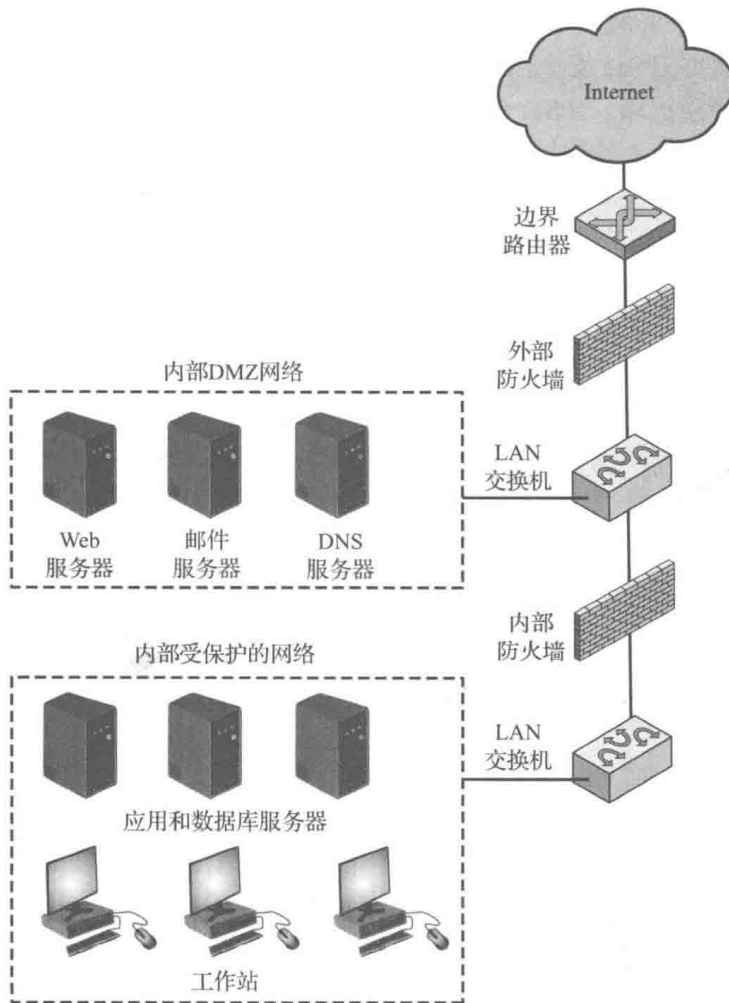 Internet
边界
路由器
外部
防火墙
内部DMZ网络
LAN
交换机
Web
服务器
邮件
服务器
DNS
服务器
内部
防火墙
内部受保护的网络
LAN
交换机
应用和数据库服务器
工作站